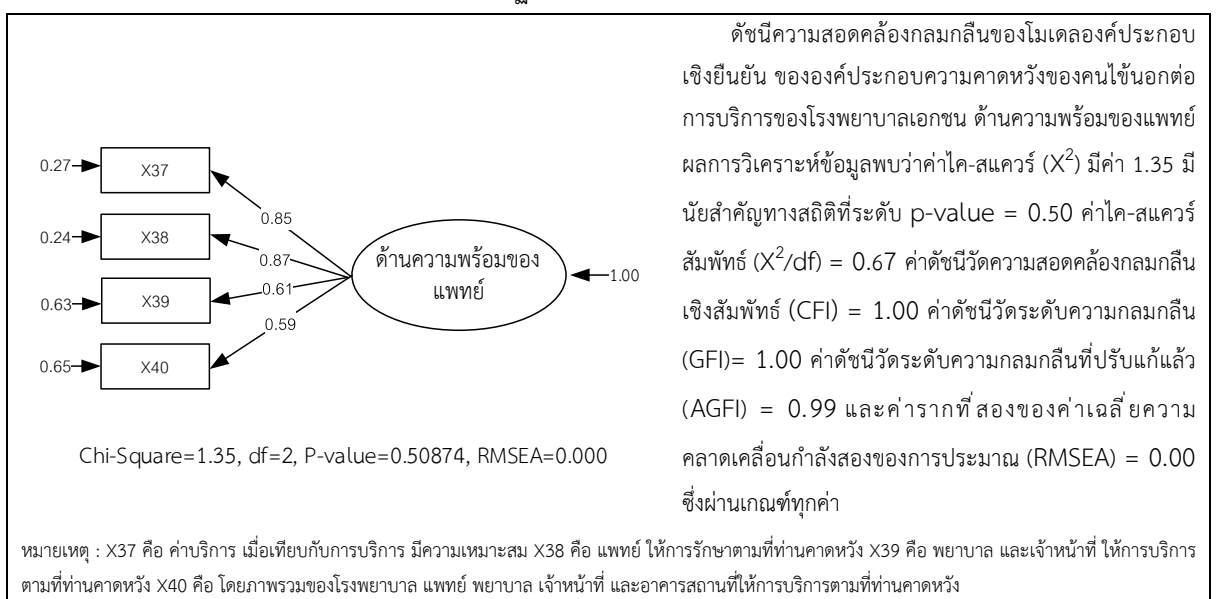 0.27
X37
0.85
0.24
X38
0.87
ด้านความพร้อมของ
แพทย์
1.00
0.63
X39
0.61
0.59
0.65
X40
Chi-Square=1.35, df=2, P-value=0.50874, RMSEA=0.000
ดัชนีความสอดคล้องกลมกลืนของโมเดลองค์ประกอบ
เชิงยืนยัน ขององค์ประกอบความคาดหวังของคนไข้นอกต่อ
การบริการของโรงพยาบาลเอกชน ด้านความพร้อมของแพทย์
ผลการวิเคราะห์ข้อมูลพบว่าค่าไค-สแควร์ (X²) มีค่า 1.35 มี
นัยสำคัญทางสถิติที่ระดับ p-value = 0.50 ค่าไค-สแควร์
สัมพัทธ์ (X²/df) = 0.67 ค่าดัชนีวัดความสอดคล้องกลมกลืน
เชิงสัมพัทธ์ (CFI) = 1.00 ค่าดัชนีวัดระดับความกลมกลืน
(GFI)= 1.00 ค่าดัชนีวัดระดับความกลมกลืนที่ปรับแก้แล้ว
(AGFI) = 0.99 และค่ารากที่สองของค่าเฉลี่ยความ
คลาดเคลื่อนกำลังสองของการประมาณ (RMSEA) = 0.00
ซึ่งผ่านเกณฑ์ทุกค่า
หมายเหตุ : X37 คือ ค่าบริการ เมื่อเทียบกับการบริการ มีความเหมาะสม X38 คือ แพทย์ ให้การรักษาตามที่ท่านคาดหวัง X39 คือ พยาบาล และเจ้าหน้าที่ ให้การบริการ
ตามที่ท่านคาดหวัง X40 คือ โดยภาพรวมของโรงพยาบาล แพทย์ พยาบาล เจ้าหน้าที่ และอาคารสถานที่ให้การบริการตามที่ท่านคาดหวัง